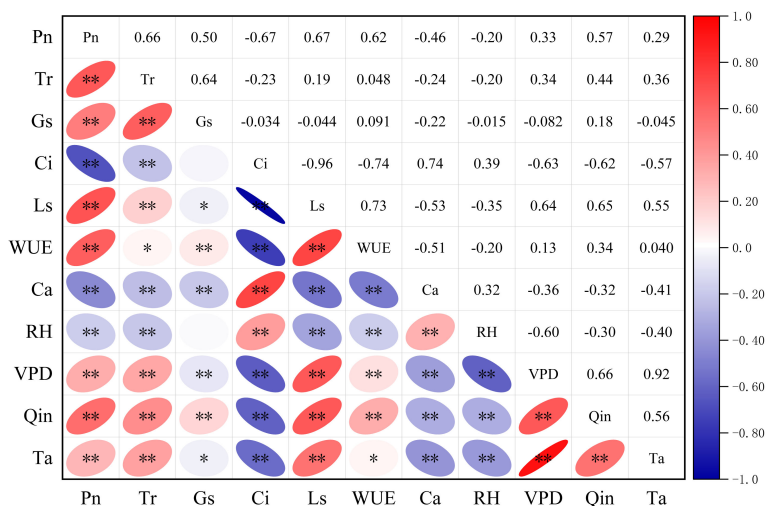 Pn Pn 0.66 0.50 -0.67 0.67 0.62 -0.46 -0.20 0.33 0.57 0.29
Tr ** Tr 0.64 -0.23 0.19 0.048 -0.24 -0.20 0.34 0.44 0.36
Gs ** ** Gs -0.034 -0.044 0.091 -0.22 -0.015 -0.082 0.18 -0.045
Ci ** ** Ci -0.96 -0.74 0.74 0.39 -0.63 -0.62 -0.57
Ls ** ** * ** Ls 0.73 -0.53 -0.35 0.64 0.65 0.55
WUE ** * ** ** ** WUE -0.51 -0.20 0.13 0.34 0.040
Ca ** ** ** ** ** ** Ca 0.32 -0.36 -0.32 -0.41
RH ** ** ** ** ** ** RH -0.60 -0.30 -0.40
VPD ** ** ** ** ** ** ** ** VPD 0.66 0.92
Qin ** ** ** ** ** ** ** ** ** Qin 0.56
Ta ** ** * ** ** * ** ** ** ** Ta
Pn Tr Gs Ci Ls WUE Ca RH VPD Qin Ta
1.0
0.80
0.60
0.40
0.20
0.0
-0.20
-0.40
-0.60
-0.80
-1.0